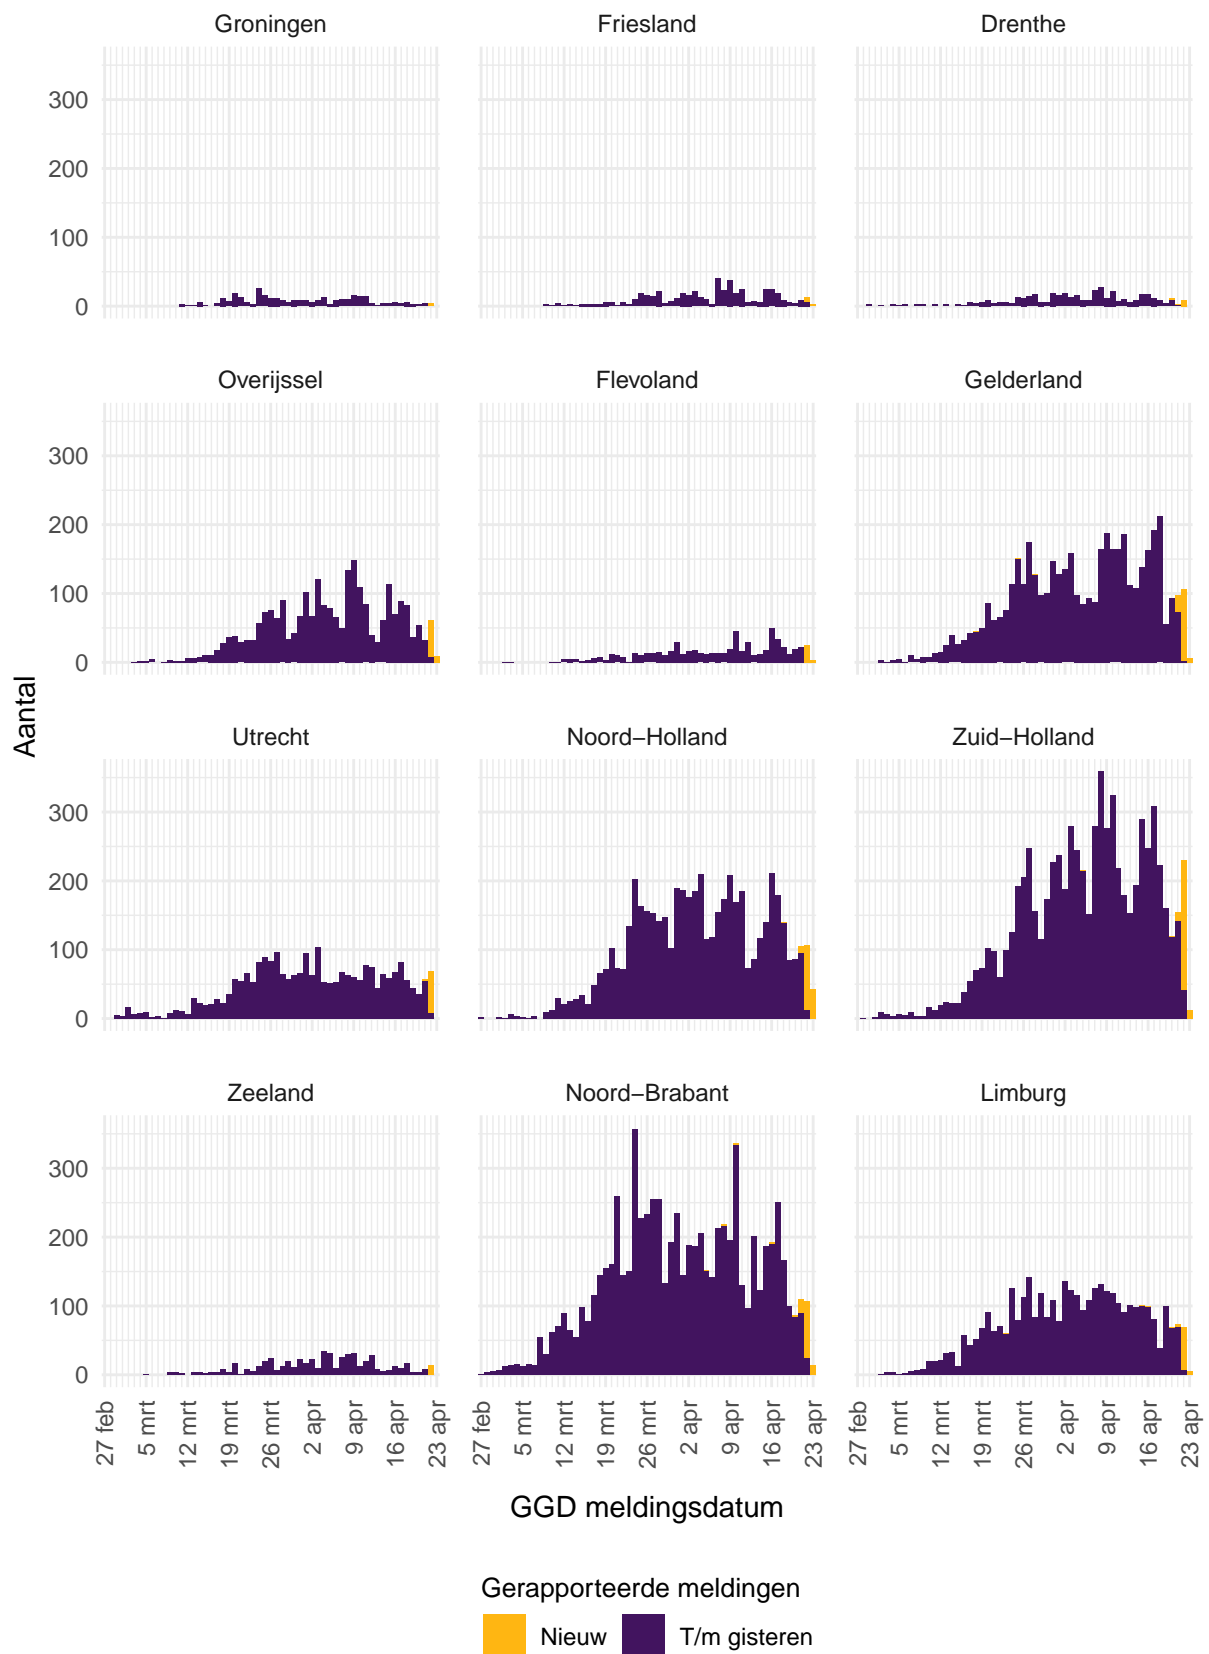 Groningen Friesland Drenthe
300
200
100
0
Overijssel Flevoland Gelderland
300
200
100
0
Aantal
Utrecht Noord−Holland Zuid−Holland
300
200
100
0
Zeeland Noord−Brabant Limburg
300
200
100
0
27 feb 5 mrt 12 mrt 19 mrt 26 mrt 2 apr 9 apr 16 apr 23 apr 27 feb 5 mrt 12 mrt 19 mrt 26 mrt 2 apr 9 apr 16 apr 23 apr 27 feb 5 mrt 12 mrt 19 mrt 26 mrt 2 apr 9 apr 16 apr 23 apr
GGD meldingsdatum
Gerapporteerde meldingen
Nieuw T/m gisteren